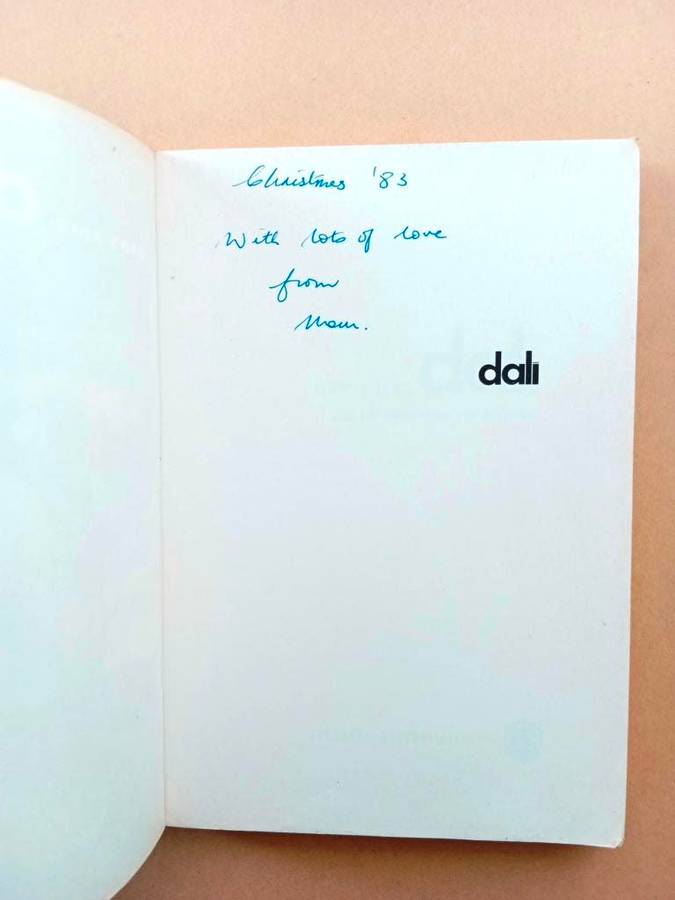 Christmas '83
With lots of love
from
Mum.
dali